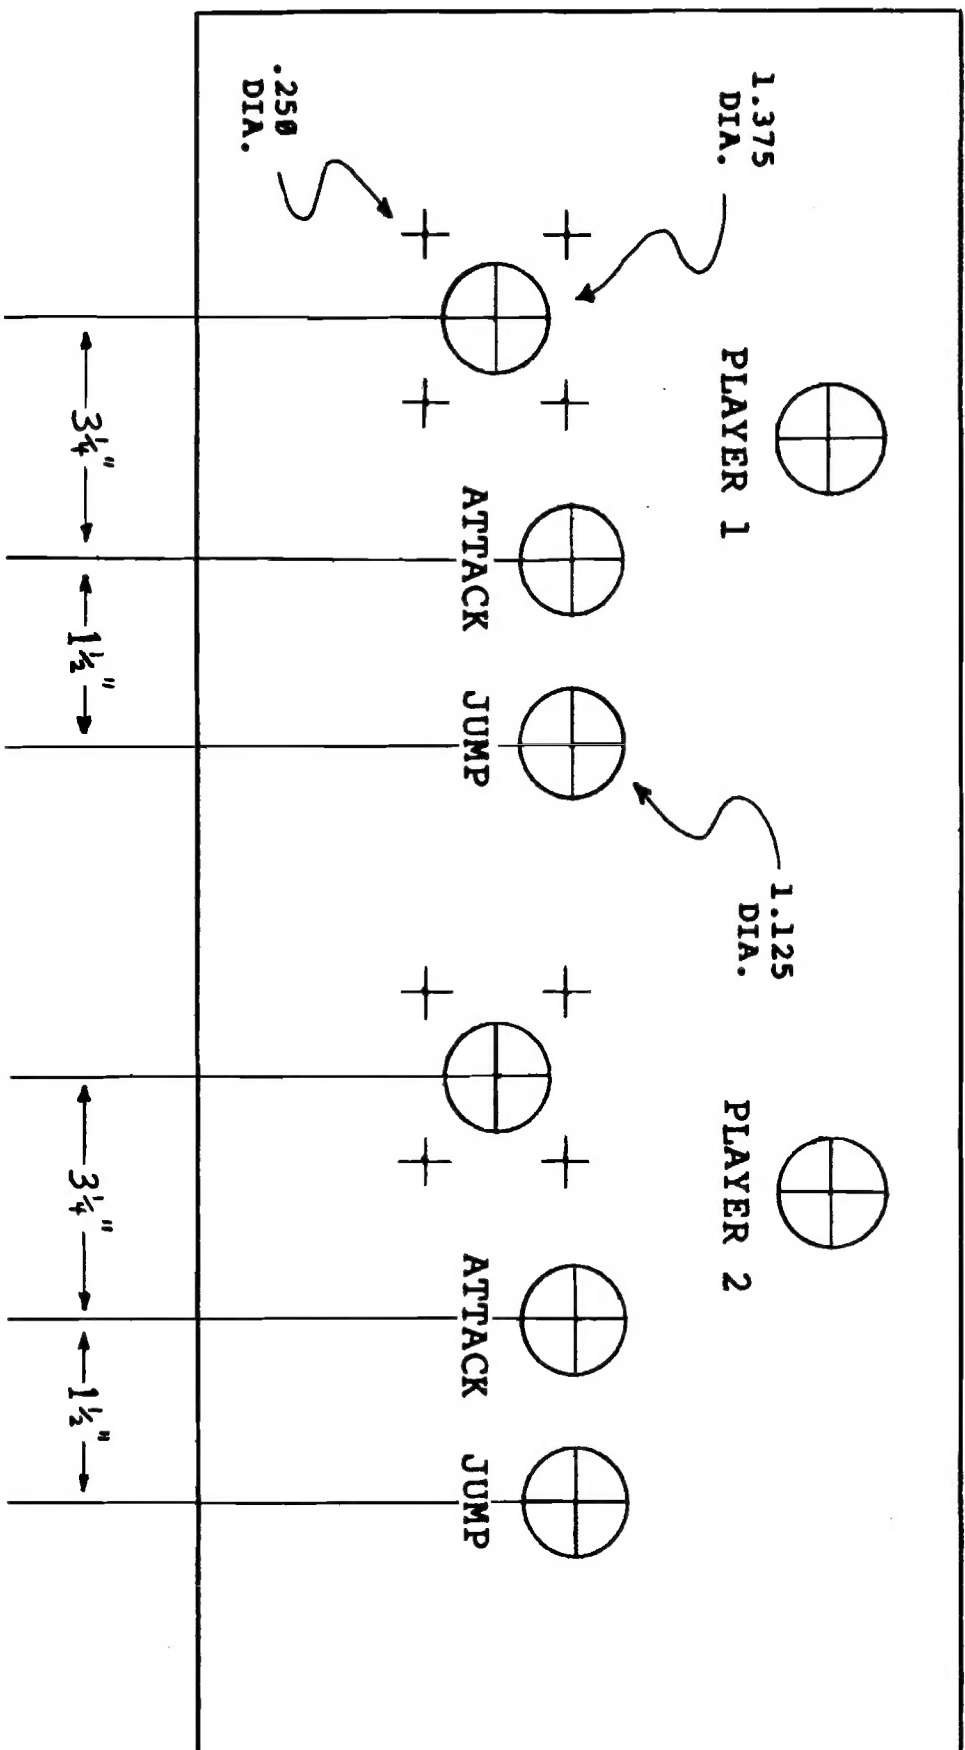 1.375
DIA.
.250
DIA.
PLAYER 1
ATTACK
JUMP
1.125
DIA.
PLAYER 2
ATTACK
JUMP
3¼"
1½"
3¼"
1½"